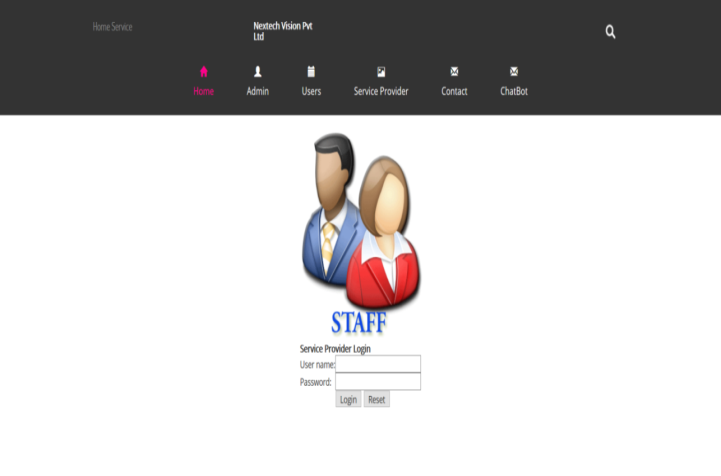 Home Service
Nextech Vision Pvt
Ltd
Home Admin Users Service Provider Contact ChatBot
STAFF
Service Provider Login
User name:
Password:
Login Reset